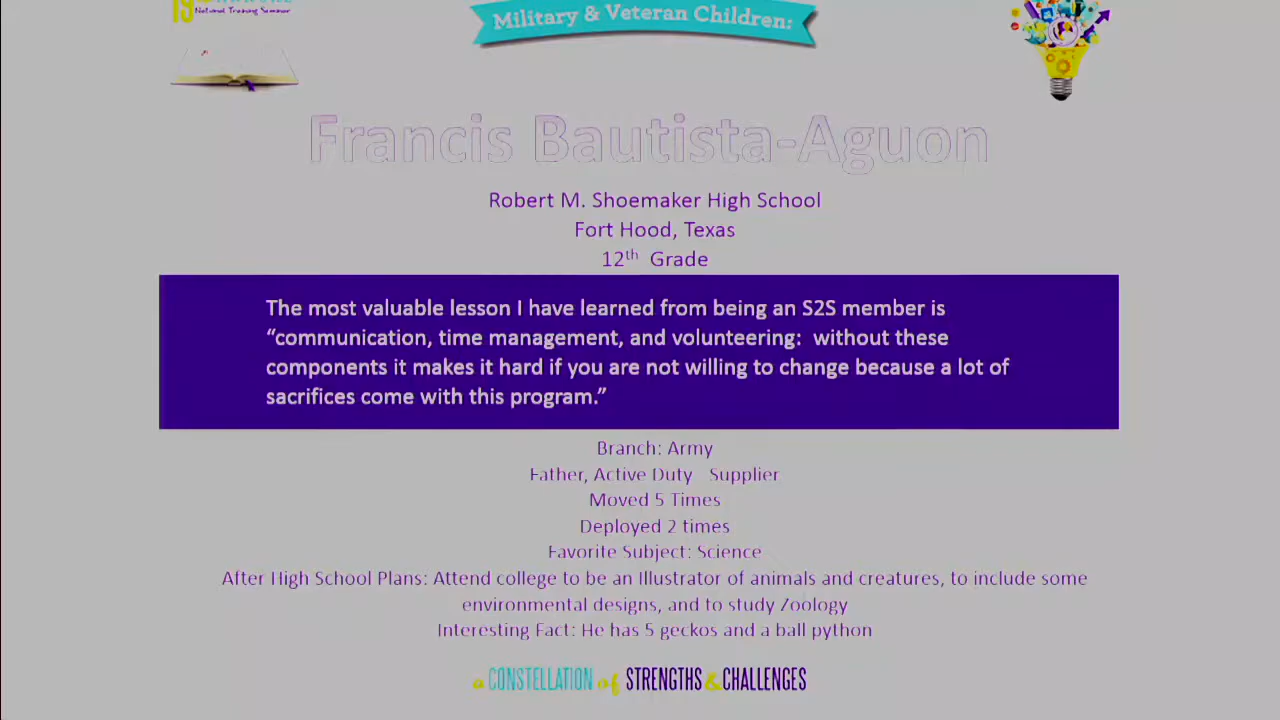 National Training Seminar
Military & Veteran Children:
Francis Bautista-Aguon
Robert M. Shoemaker High School
Fort Hood, Texas
12th Grade
The most valuable lesson I have learned from being an S2S member is
“communication, time management, and volunteering: without these
components it makes it hard if you are not willing to change because a lot of
sacrifices come with this program.”
Branch: Army
Father, Active Duty Supplier
Moved 5 Times
Deployed 2 times
Favorite Subject: Science
After High School Plans: Attend college to be an Illustrator of animals and creatures, to include some
environmental designs, and to study Zoology
Interesting Fact: He has 5 geckos and a ball python
a CONSTELLATION of STRENGTHS & CHALLENGES